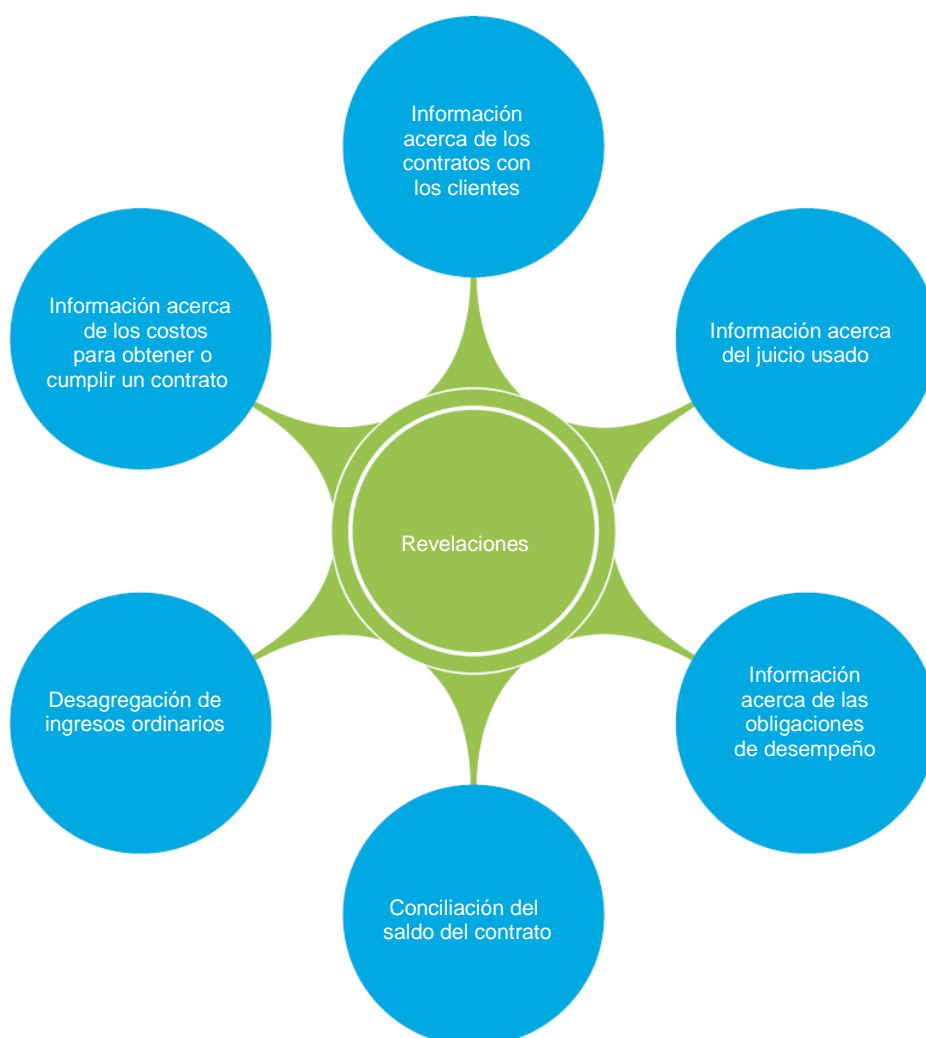 Información
acerca de los
contratos con
los clientes
Información acerca
de los costos
para obtener o
cumplir un contrato
Información acerca
del juicio usado
Revelaciones
Desagregación de
ingresos ordinarios
Información
acerca de las
obligaciones
de desempeño
Conciliación del
saldo del contrato